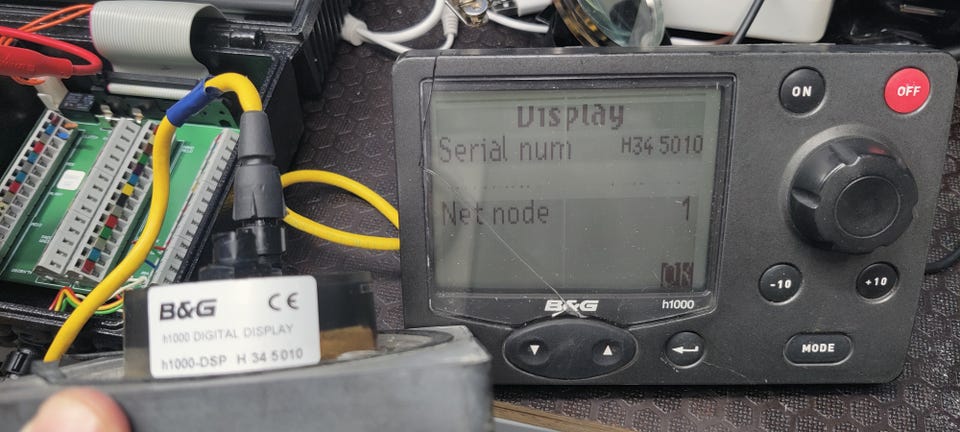 Display
Serial num H34 5010
Net node 1
OK
B&G h1000
ON
OFF
-10
+10
MODE
B&G CE
h1000 DIGITAL DISPLAY
h1000-DSP H 34 5010